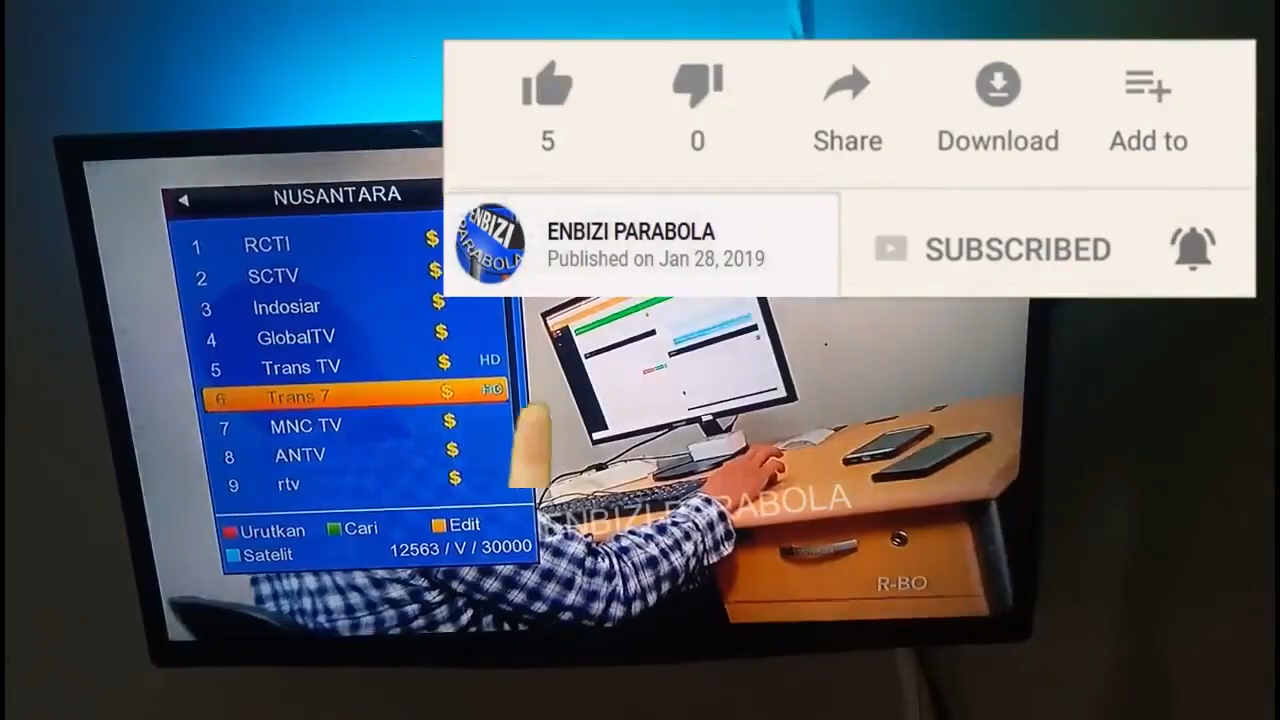 5
0
Share
Download
Add to
ENBIZI PARABOLA
Published on Jan 28, 2019
SUBSCRIBED
ENBIZI
PARABOLA
NUSANTARA
1 RCTI $
2 SCTV $
3 Indosiar $
4 GlobalTV $
5 Trans TV $ HD
6 Trans 7 $ HD
7 MNC TV $
8 ANTV $
9 rtv $
Urutkan Cari Edit
Satelit 12563 / V / 30000
ENBIZI PARABOLA
R-BO